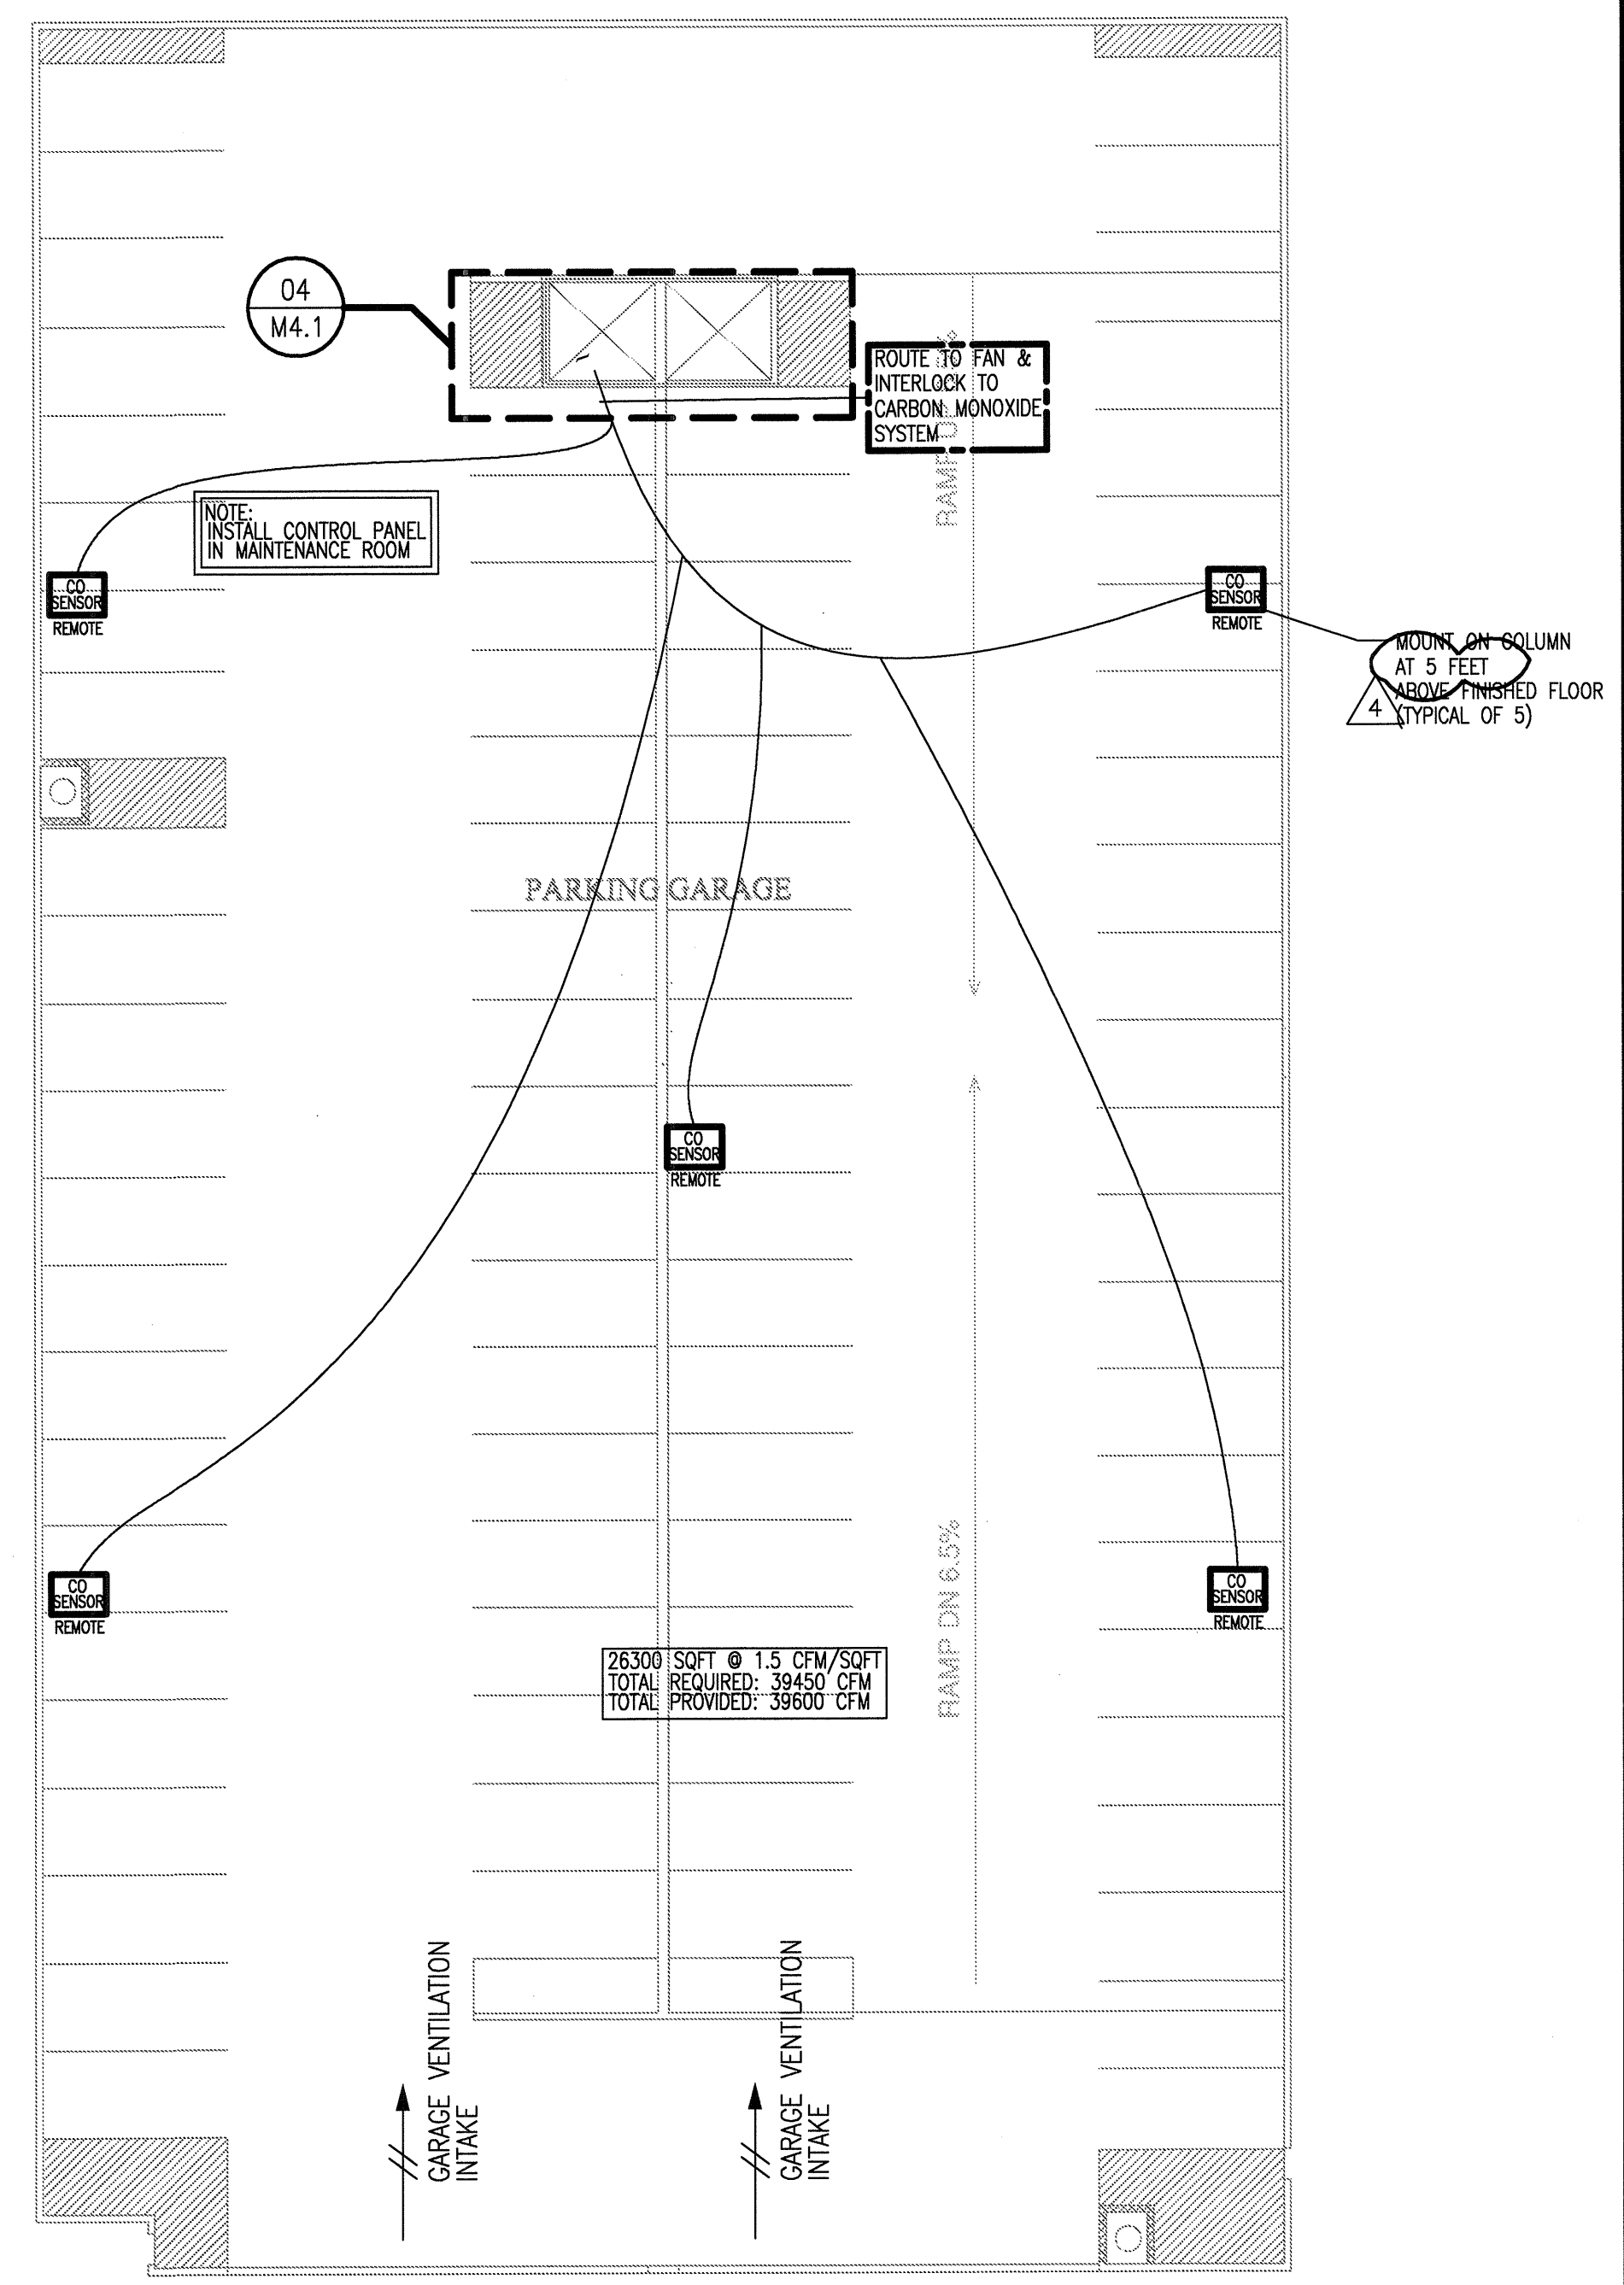 04
M4.1
ROUTE TO FAN &
INTERLOCK TO
CARBON MONOXIDE
SYSTEM
NOTE:
INSTALL CONTROL PANEL
IN MAINTENANCE ROOM
CO
SENSOR
REMOTE
CO
SENSOR
REMOTE
MOUNT ON COLUMN
AT 5 FEET
ABOVE FINISHED FLOOR
(TYPICAL OF 5)
4
RAMP
PARKING GARAGE
CO
SENSOR
REMOTE
CO
SENSOR
REMOTE
CO
SENSOR
REMOTE
RAMP DN 6.5%
26300 SQFT @ 1.5 CFM/SQFT
TOTAL REQUIRED: 39450 CFM
TOTAL PROVIDED: 39600 CFM
GARAGE VENTILATION
INTAKE
GARAGE VENTILATION
INTAKE